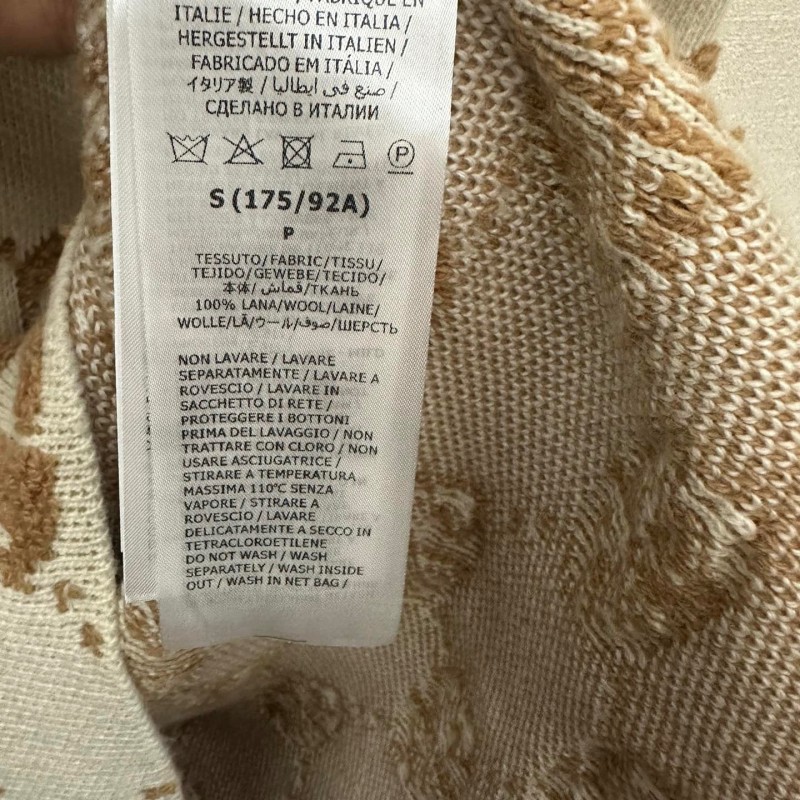 FABRIQUÉ EN
ITALIE / HECHO EN ITALIA /
HERGESTELLT IN ITALIEN /
FABRICADO EM ITÁLIA /
イタリア製 / صنع في ايطاليا /
СДЕЛАНО В ИТАЛИИ
P
S (175/92A)
P
TESSUTO/FABRIC/TISSU/
TEJIDO/GEWEBE/TECIDO/
本体/قماش/ТКАНЬ
100% LANA/WOOL/LAINE/
WOLLE/LÃ/ウール/صوف/ШЕРСТЬ
NON LAVARE / LAVARE
SEPARATAMENTE / LAVARE A
ROVESCIO / LAVARE IN
SACCHETTO DI RETE /
PROTEGGERE I BOTTONI
PRIMA DEL LAVAGGIO / NON
TRATTARE CON CLORO / NON
USARE ASCIUGATRICE /
STIRARE A TEMPERATURA
MASSIMA 110°C SENZA
VAPORE / STIRARE A
ROVESCIO / LAVARE
DELICATAMENTE A SECCO IN
TETRACLOROETILENE
DO NOT WASH / WASH
SEPARATELY / WASH INSIDE
OUT / WASH IN NET BAG /